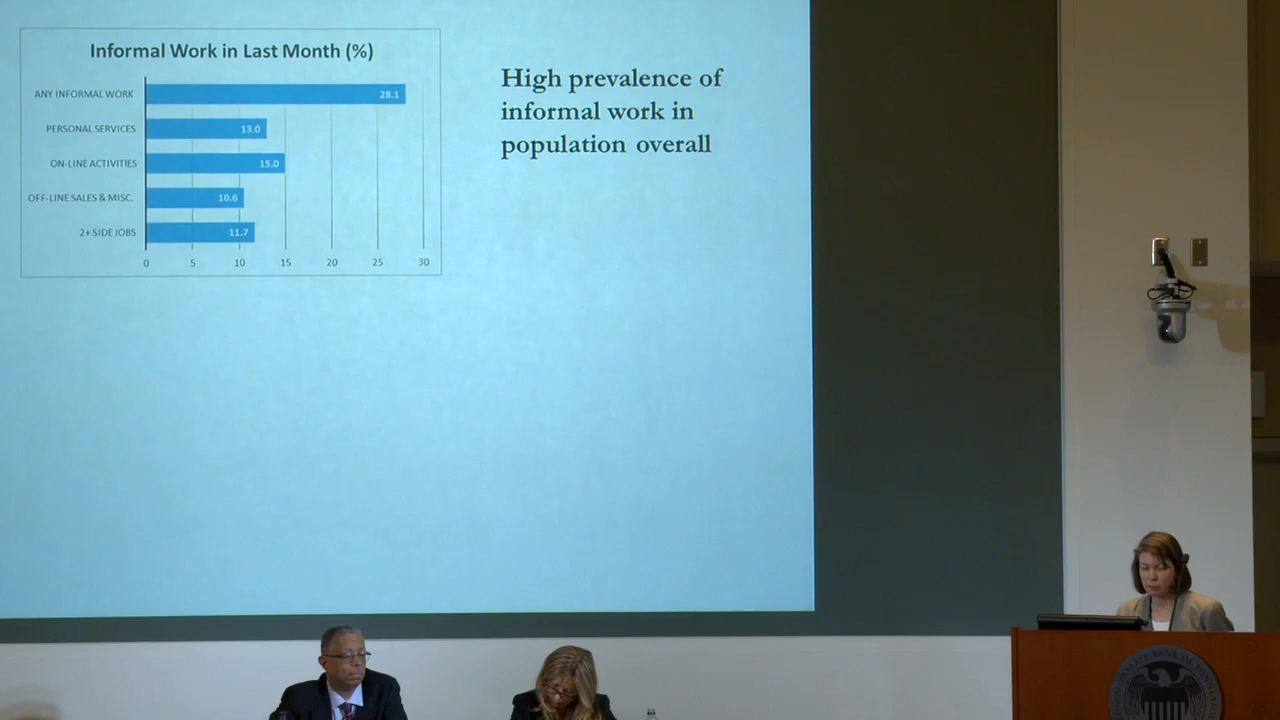 Informal Work in Last Month (%)
ANY INFORMAL WORK
28.1
PERSONAL SERVICES
13.0
ON-LINE ACTIVITIES
15.0
OFF-LINE SALES & MISC.
10.6
2+ SIDE JOBS
11.7
0 5 10 15 20 25 30
High prevalence of
informal work in
population overall